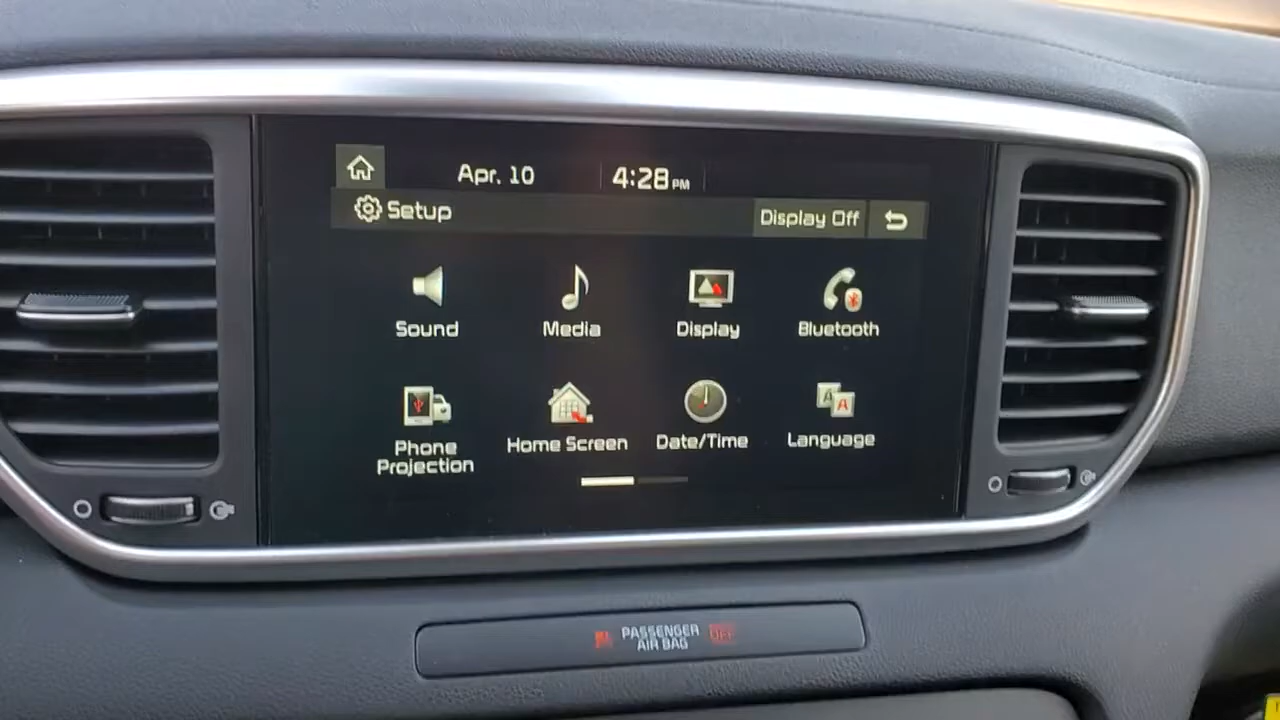 Apr. 10 4:28 PM
Setup Display Off
Sound Media Display Bluetooth
Phone Projection Home Screen Date/Time Language
PASSENGER OFF
AIR BAG